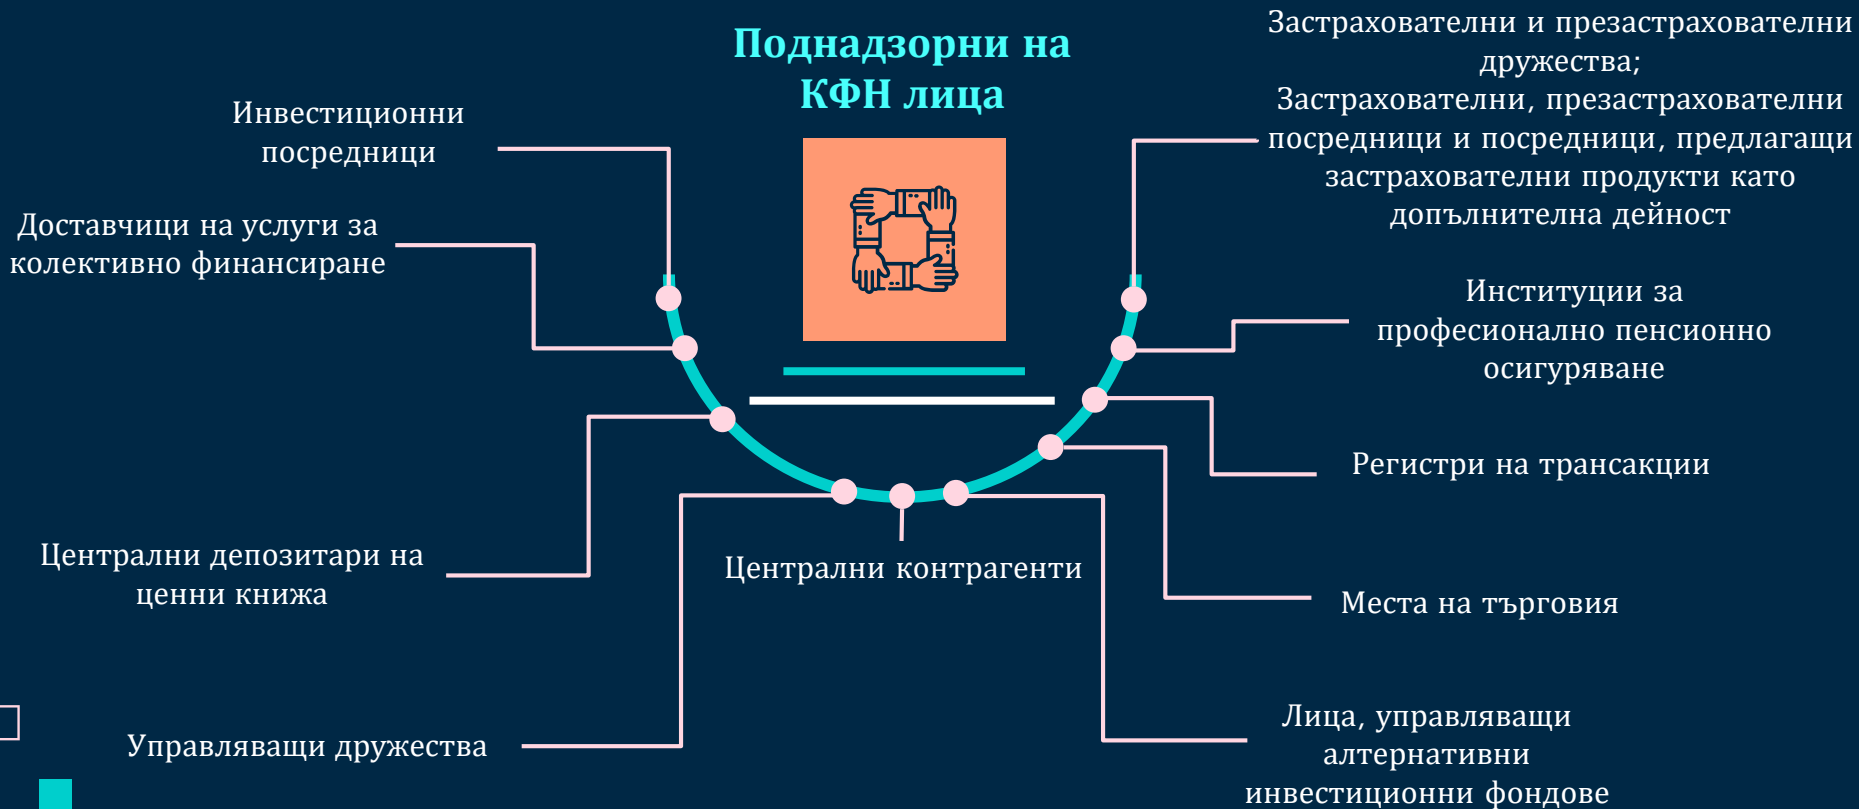 Поднадзорни на
КФН лица
Инвестиционни
посредници
Доставчици на услуги за
колективно финансиране
Централни депозитари на
ценни книжа
Управляващи дружества
Централни контрагенти
Застрахователни и презастрахователни
дружества;
Застрахователни, презастрахователни
посредници и посредници, предлагащи
застрахователни продукти като
допълнителна дейност
Институции за
професионално пенсионно
осигуряване
Регистри на трансакции
Места на търговия
Лица, управляващи
алтернативни
инвестиционни фондове